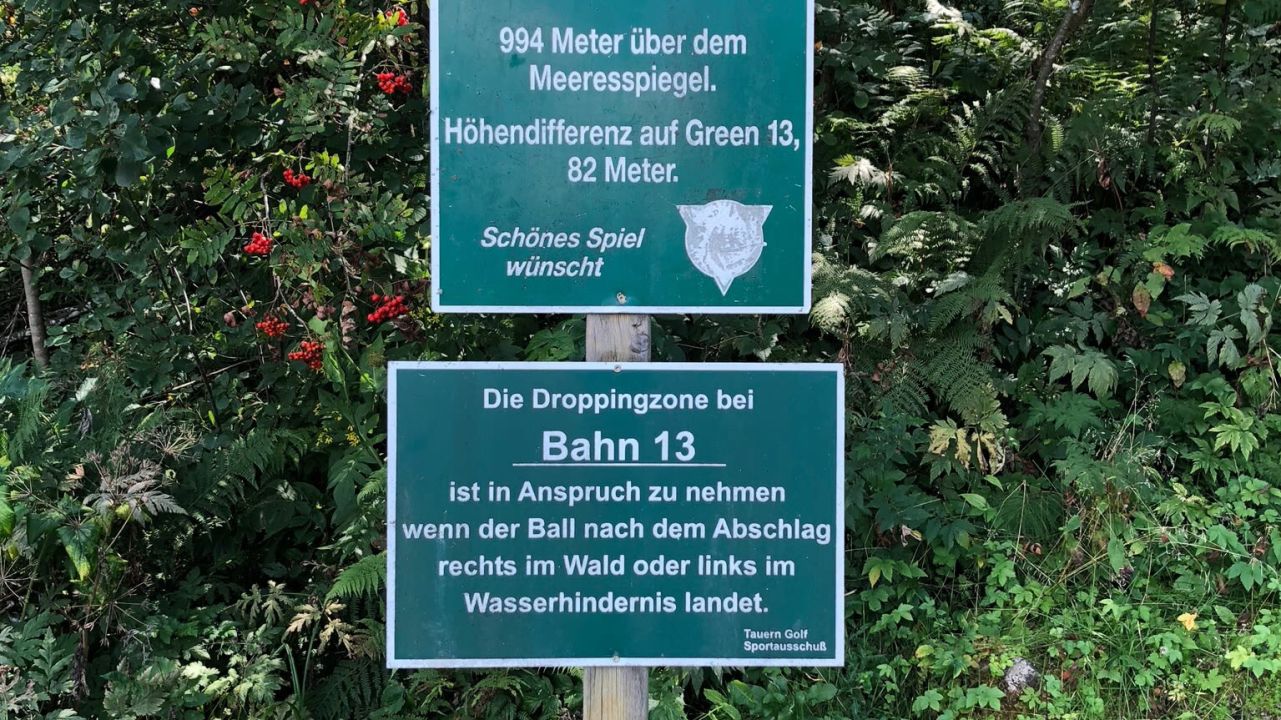 994 Meter über dem
Meeresspiegel.
Höhendifferenz auf Green 13,
82 Meter.
Schönes Spiel
wünscht
Die Droppingzone bei
Bahn 13
ist in Anspruch zu nehmen
wenn der Ball nach dem Abschlag
rechts im Wald oder links im
Wasserhindernis landet.
Tauern Golf
Sportausschuß